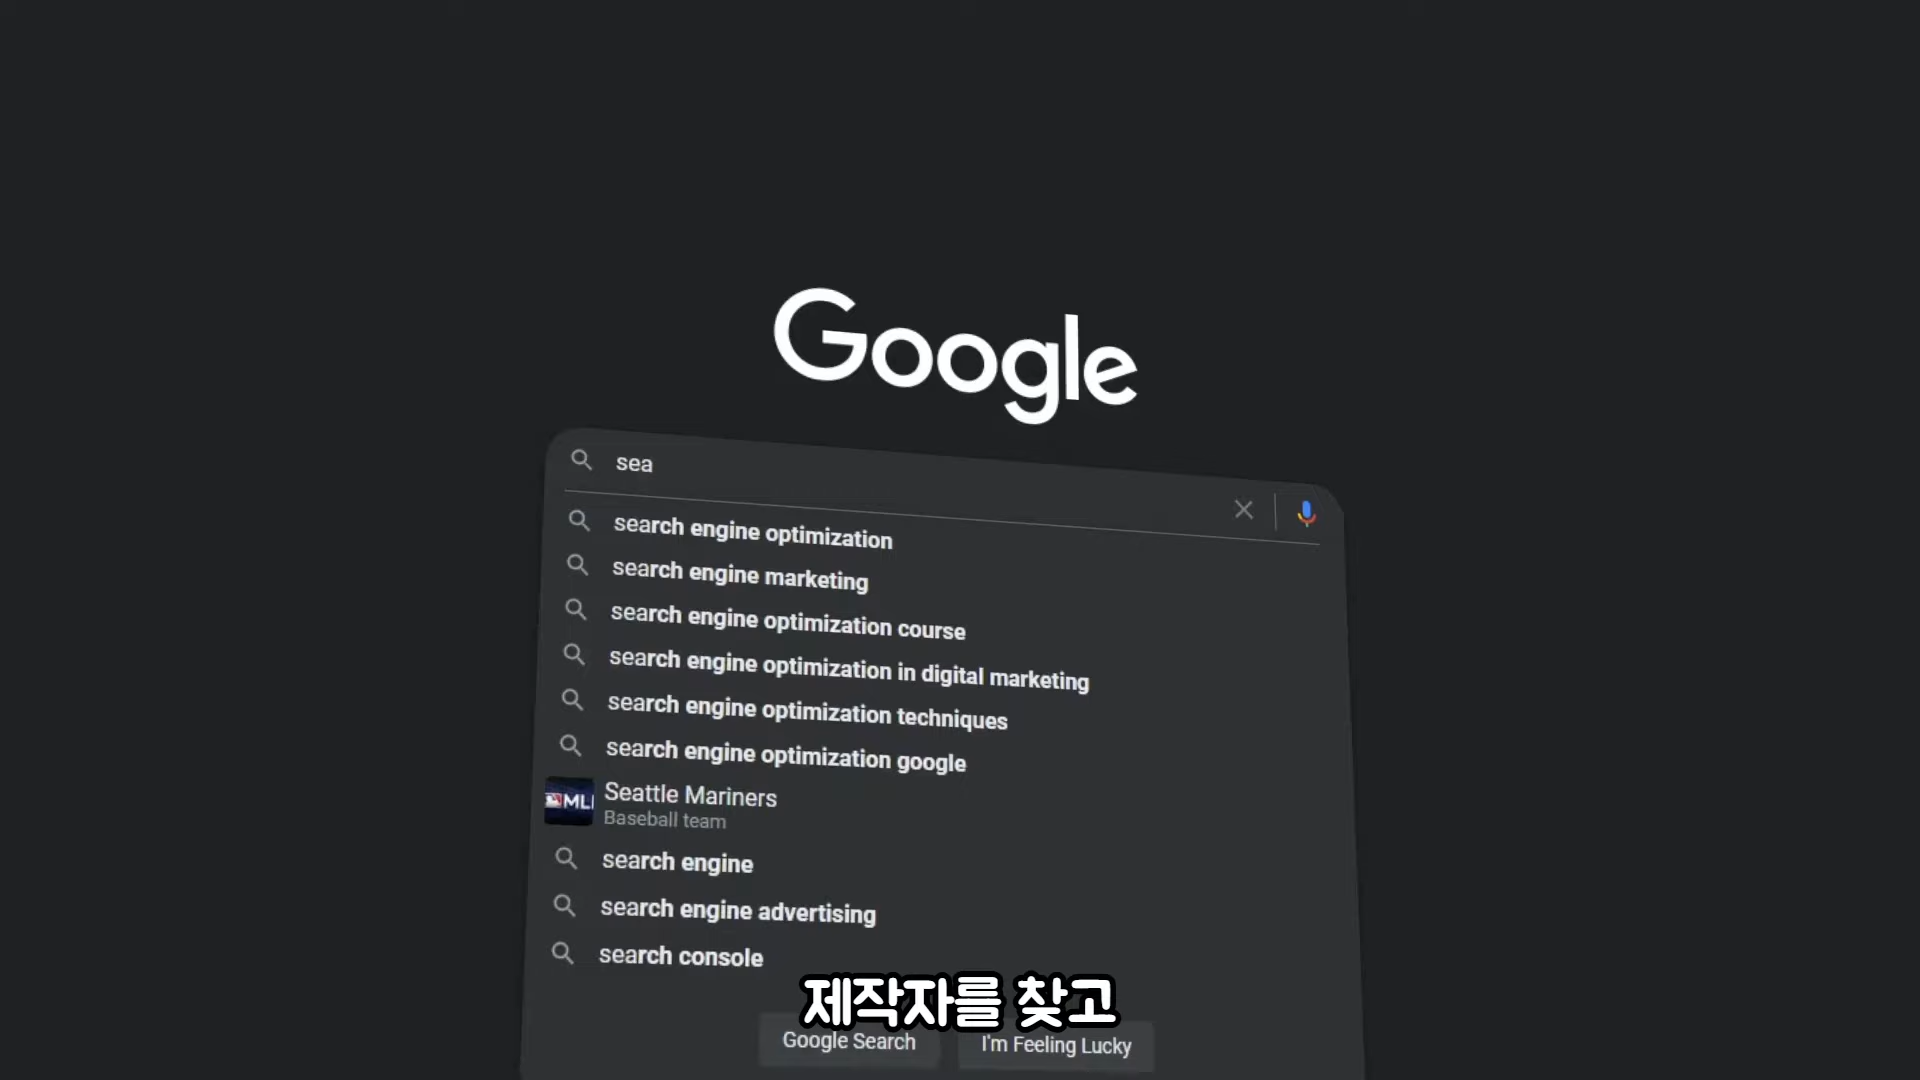 Google
sea
search engine optimization
search engine marketing
search engine optimization course
search engine optimization in digital marketing
search engine optimization techniques
search engine optimization google
MLB
Seattle Mariners
Baseball team
search engine
search engine advertising
search console
제작자를 찾고
Google Search
I'm Feeling Lucky